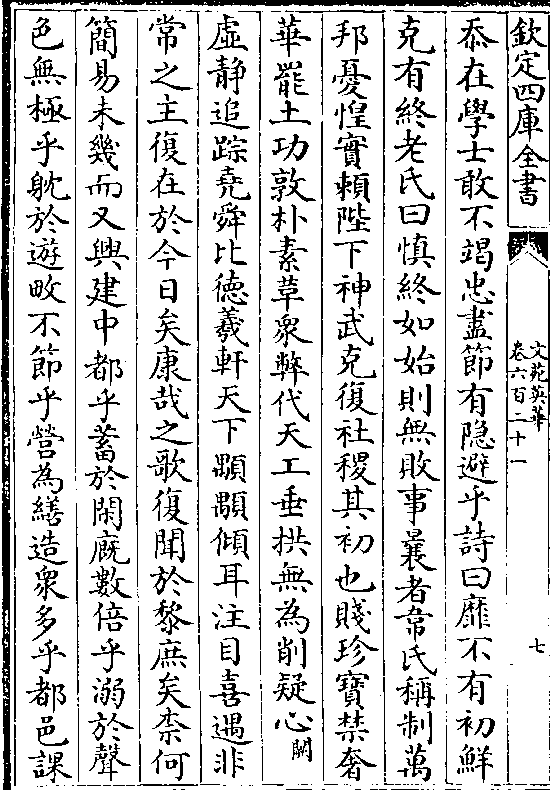 欽定四庫全書
文苑英華
卷六百二十一
七
忝在學士敢不竭忠盡節有隐避乎詩曰靡不有初鮮
克有終老氏曰慎終如始則無敗事曩者韋氏稱制萬
邦憂惶實賴陛下神武克復社稷其初也賤珍寶禁奢
華罷土功敦朴素草衆弊代天工垂拱無為削疑心闕
虛静追踪堯舜比德羲軒天下顒顒傾耳注目喜遇非
常之主復在於今日矣康哉之歌復聞於黎庶矣柰何
簡易未幾而又興建中都乎蓄於閑廐數倍乎溺於聲
色無極乎躭於遊畋不節乎營為繕造衆多乎都邑課